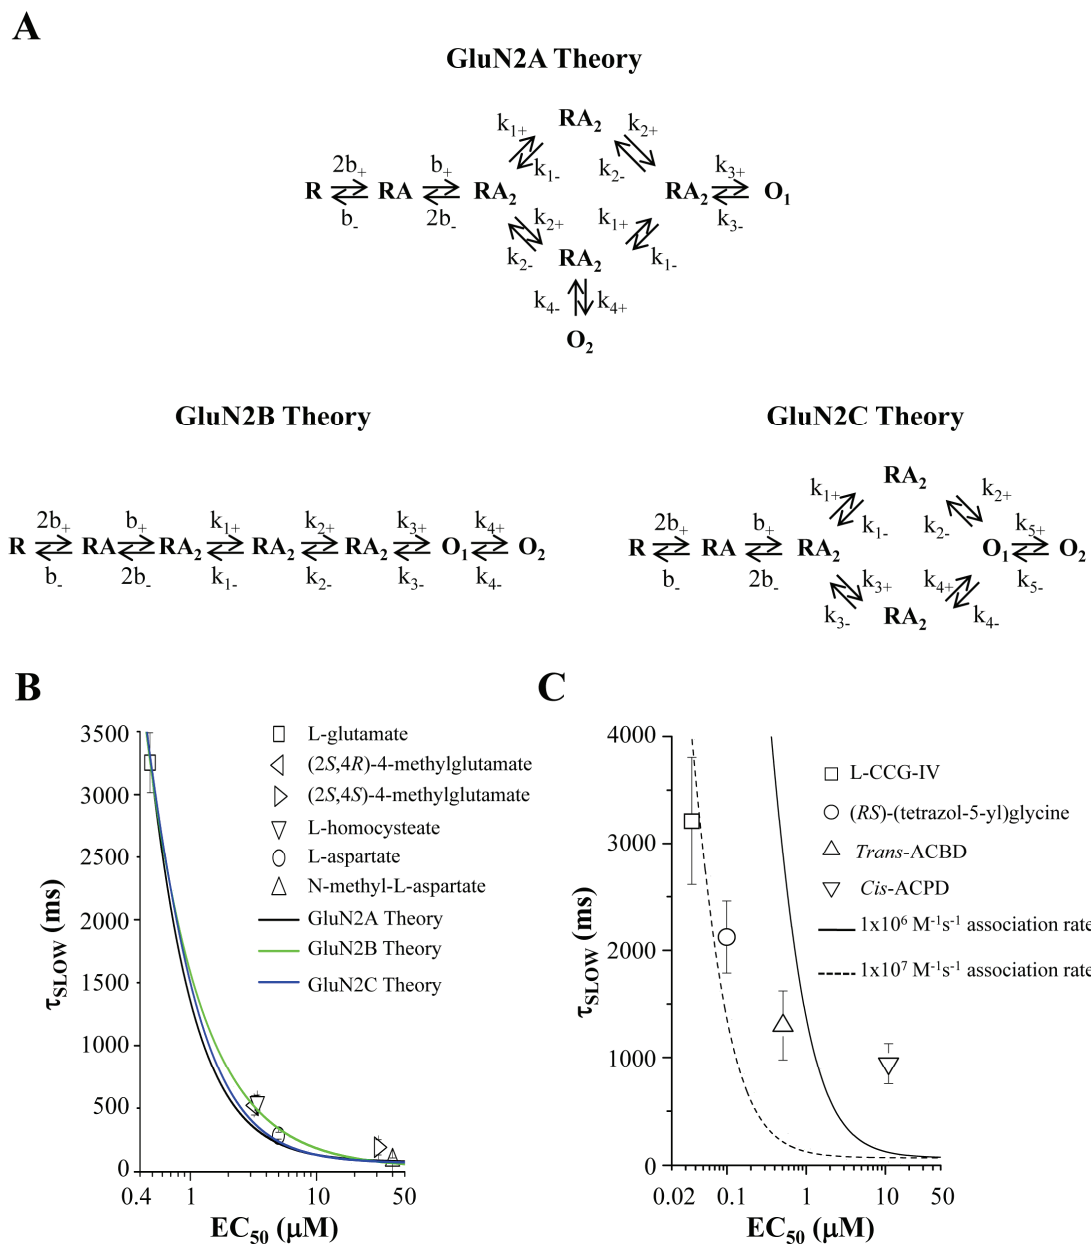 A
GluN2A Theory
RA2
k1+
k2+
k1-
k2-
2b+
b+
k3+
R
RA
RA2
RA2
O1
b-
2b-
k3-
k2+
k1+
k2-
k1-
RA2
k4-
k4+
O2
GluN2B Theory
GluN2C Theory
2b+ b+ k1+ k2+ k3+ k4+
R RA RA2 RA2 RA2 O1 O2
b- 2b- k1- k2- k3- k4-
RA2
k1+
k2+
k1-
k2-
2b+
b+
k5+
R RA RA2 O1 O2
b-
2b-
k5-
k3+
k4+
k3-
k4-
RA2
B
3500
3000
2500
2000
1500
1000
500
0
τSLOW (ms)
0.4 1 10 50
EC50 (μM)
L-glutamate
(2S,4R)-4-methylglutamate
(2S,4S)-4-methylglutamate
L-homocysteate
L-aspartate
N-methyl-L-aspartate
GluN2A Theory
GluN2B Theory
GluN2C Theory
C
4000
3000
2000
1000
0
τSLOW (ms)
0.02 0.1 1 10 50
EC50 (μM)
L-CCG-IV
(RS)-(tetrazol-5-yl)glycine
Trans-ACBD
Cis-ACPD
1x10⁶ M⁻¹s⁻¹ association rate
1x10⁷ M⁻¹s⁻¹ association rate